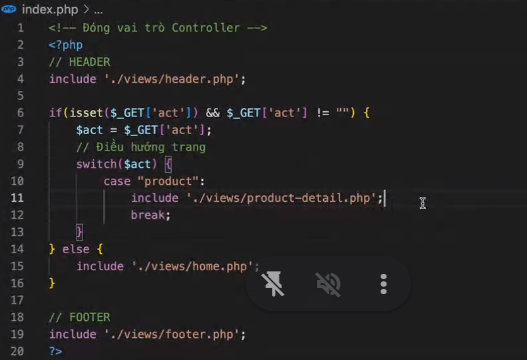 index.php > ...
1 <!-- Đóng vai trò Controller -->
2 <?php
3 // HEADER
4 include './views/header.php';
5
6 if(isset($_GET['act']) && $_GET['act'] != "") {
7 $act = $_GET['act'];
8 // Điều hướng trang
9 switch($act) {
10 case "product":
11 include './views/product-detail.php';
12 break;
13 }
14 } else {
15 include './views/home.php';
16 }
17
18 // FOOTER
19 include './views/footer.php';
20 ?>